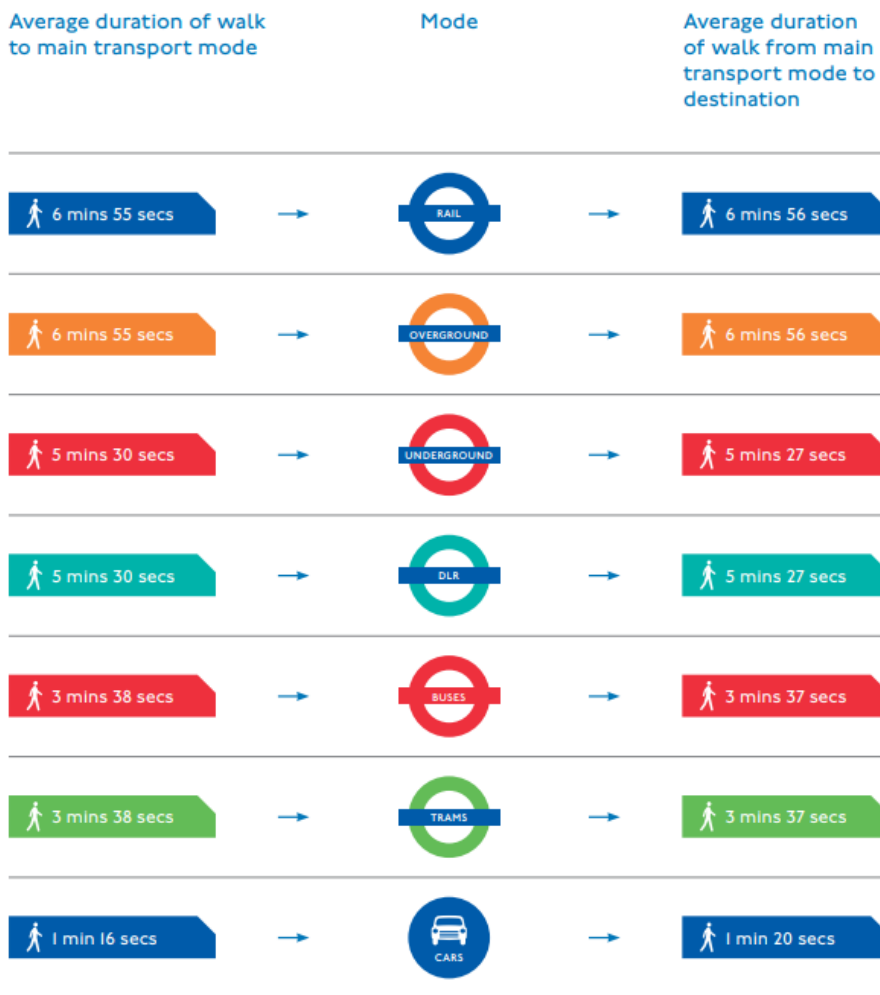 Average duration of walk
to main transport mode
Mode
Average duration
of walk from main
transport mode to
destination
6 mins 55 secs
RAIL
6 mins 56 secs
6 mins 55 secs
OVERGROUND
6 mins 56 secs
5 mins 30 secs
UNDERGROUND
5 mins 27 secs
5 mins 30 secs
DLR
5 mins 27 secs
3 mins 38 secs
BUSES
3 mins 37 secs
3 mins 38 secs
TRAMS
3 mins 37 secs
1 min 16 secs
CARS
1 min 20 secs